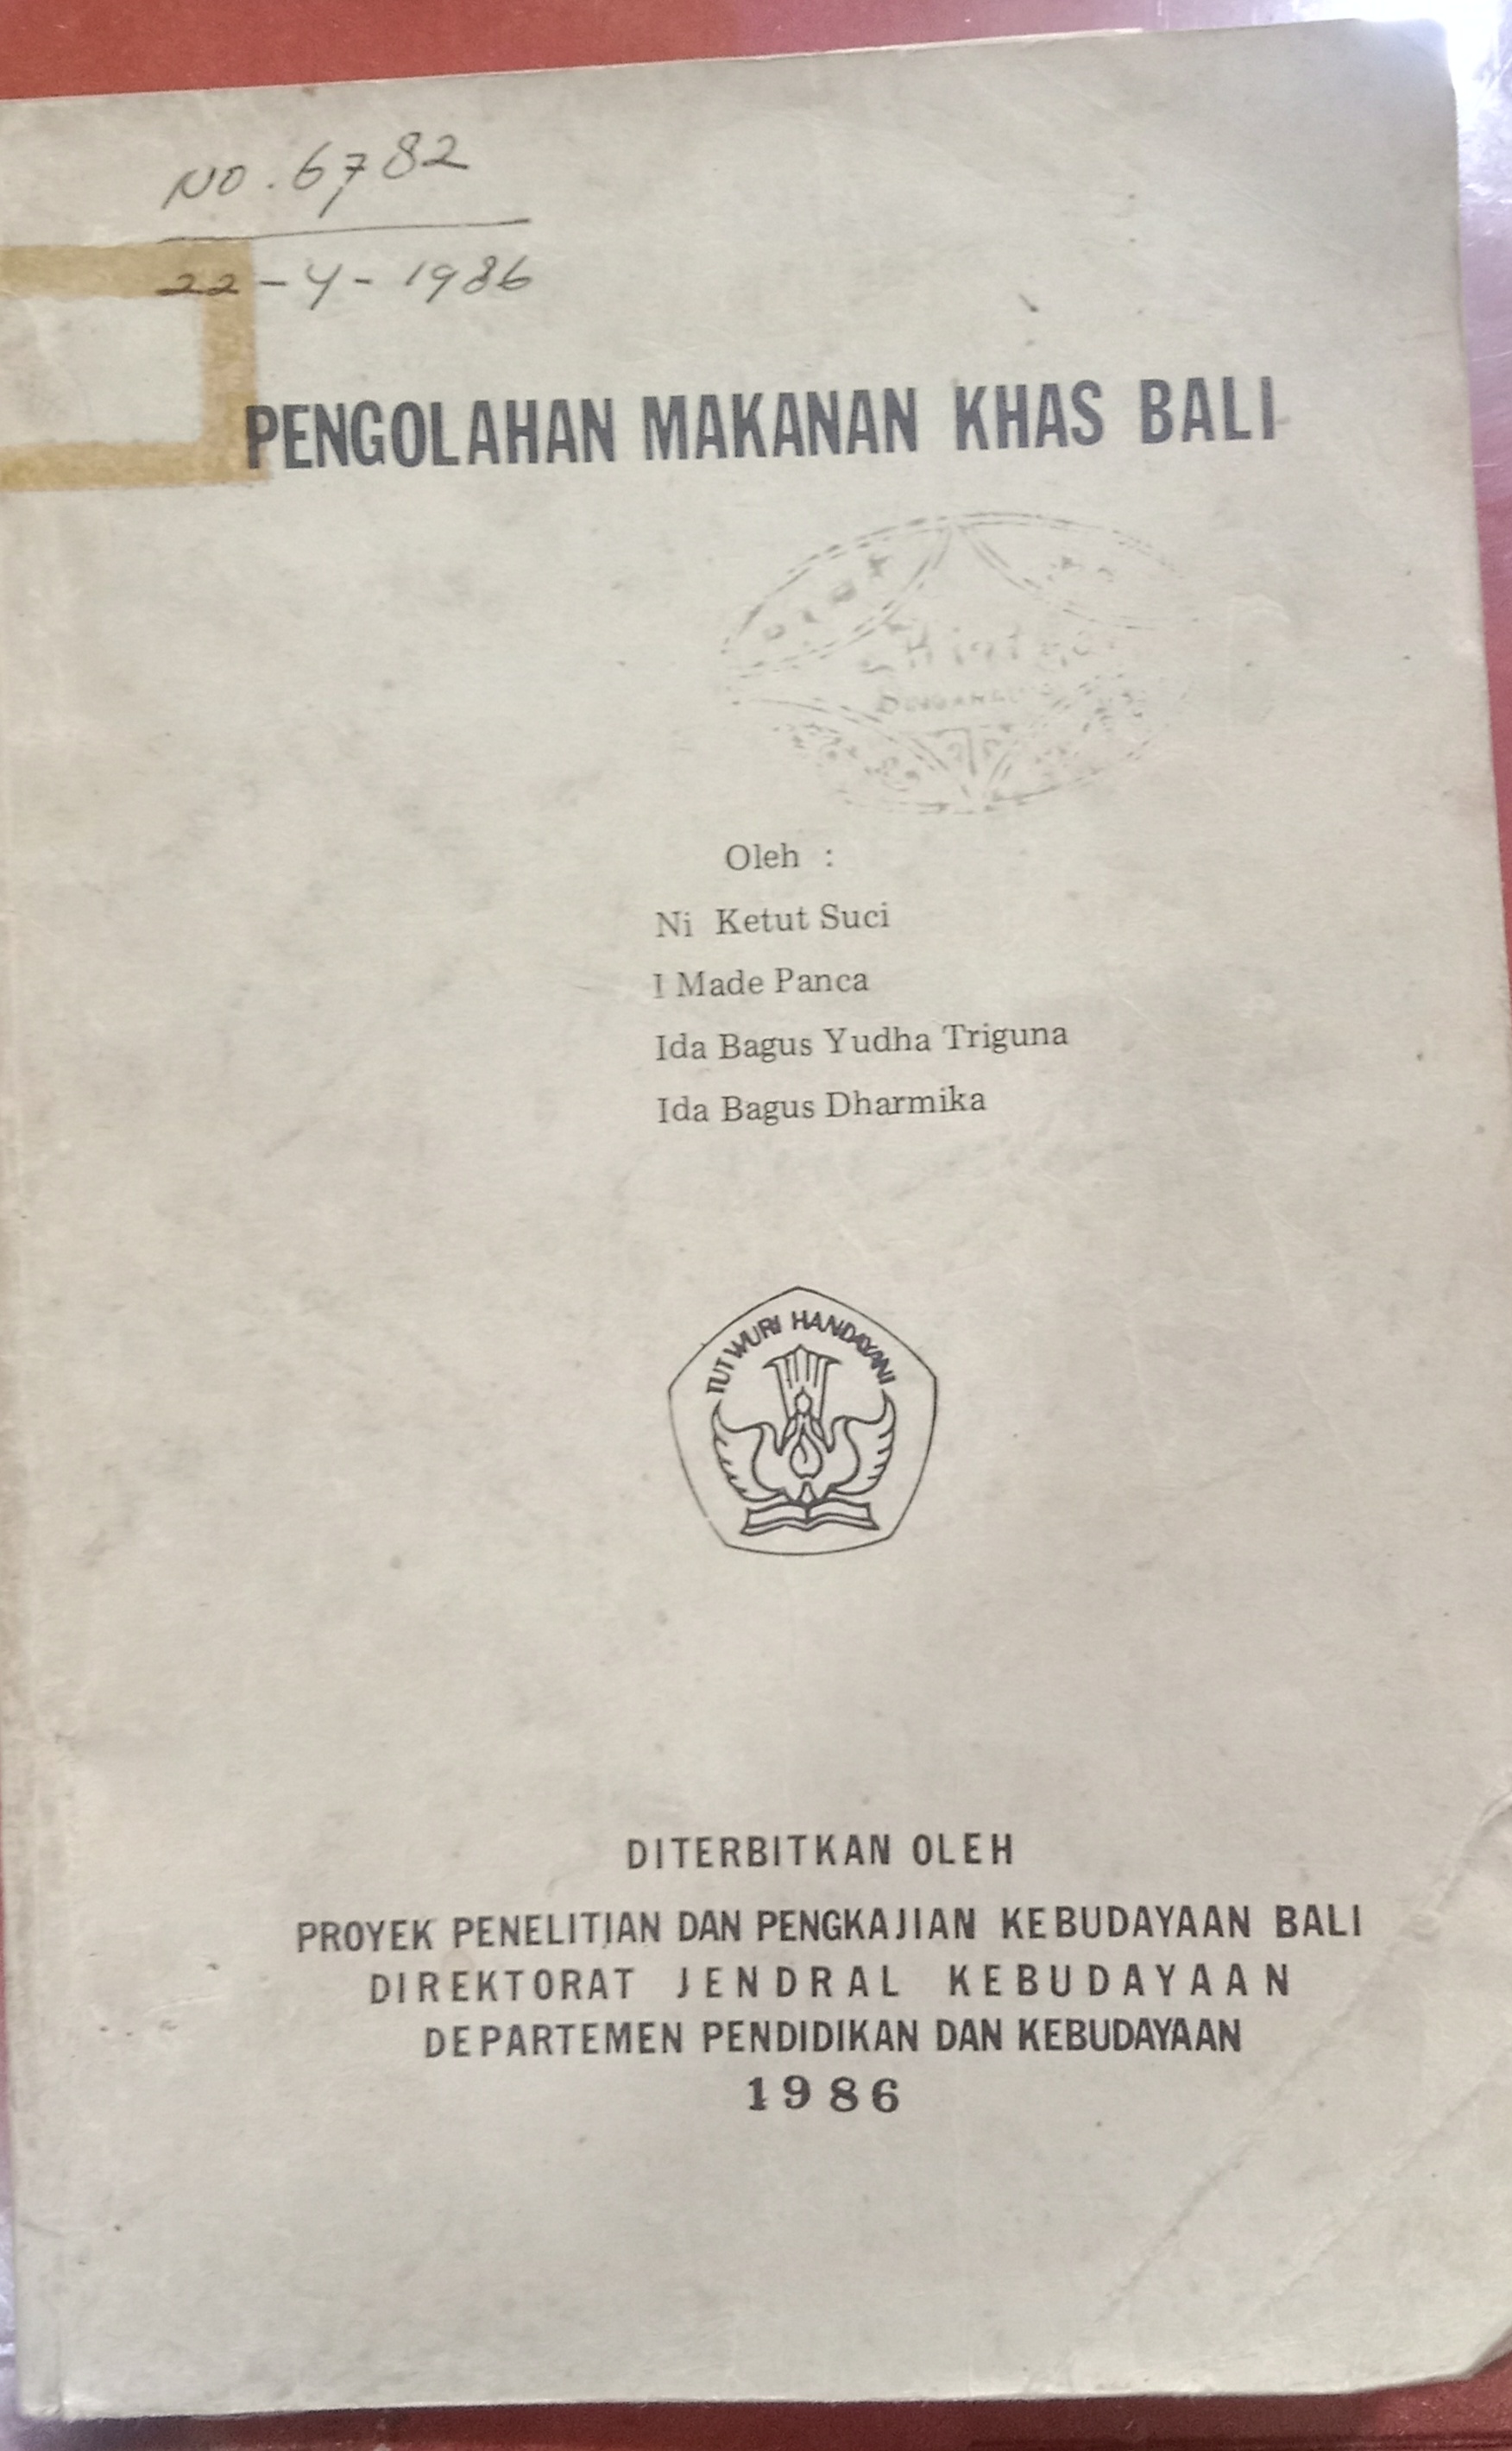 NO. 6782
22-4-1986
PENGOLAHAN MAKANAN KHAS BALI
Oleh :
Ni Ketut Suci
I Made Panca
Ida Bagus Yudha Triguna
Ida Bagus Dharmika
TUT WURI HANDAYANI
DITERBITKAN OLEH
PROYEK PENELITIAN DAN PENGKAJIAN KEBUDAYAAN BALI
DIREKTORAT JENDRAL KEBUDAYAAN
DEPARTEMEN PENDIDIKAN DAN KEBUDAYAAN
1986